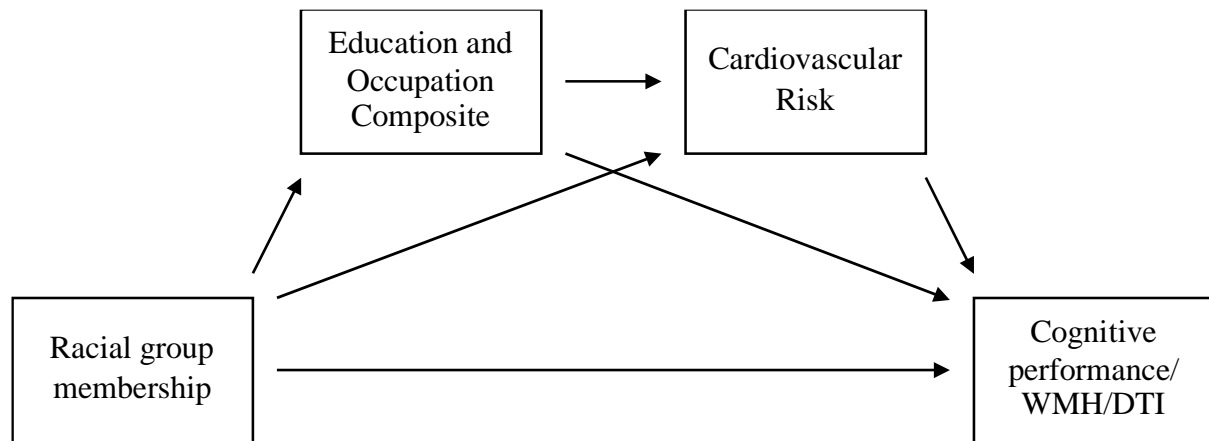 Education and
Occupation
Composite
Cardiovascular
Risk
Racial group
membership
Cognitive
performance/
WMH/DTI